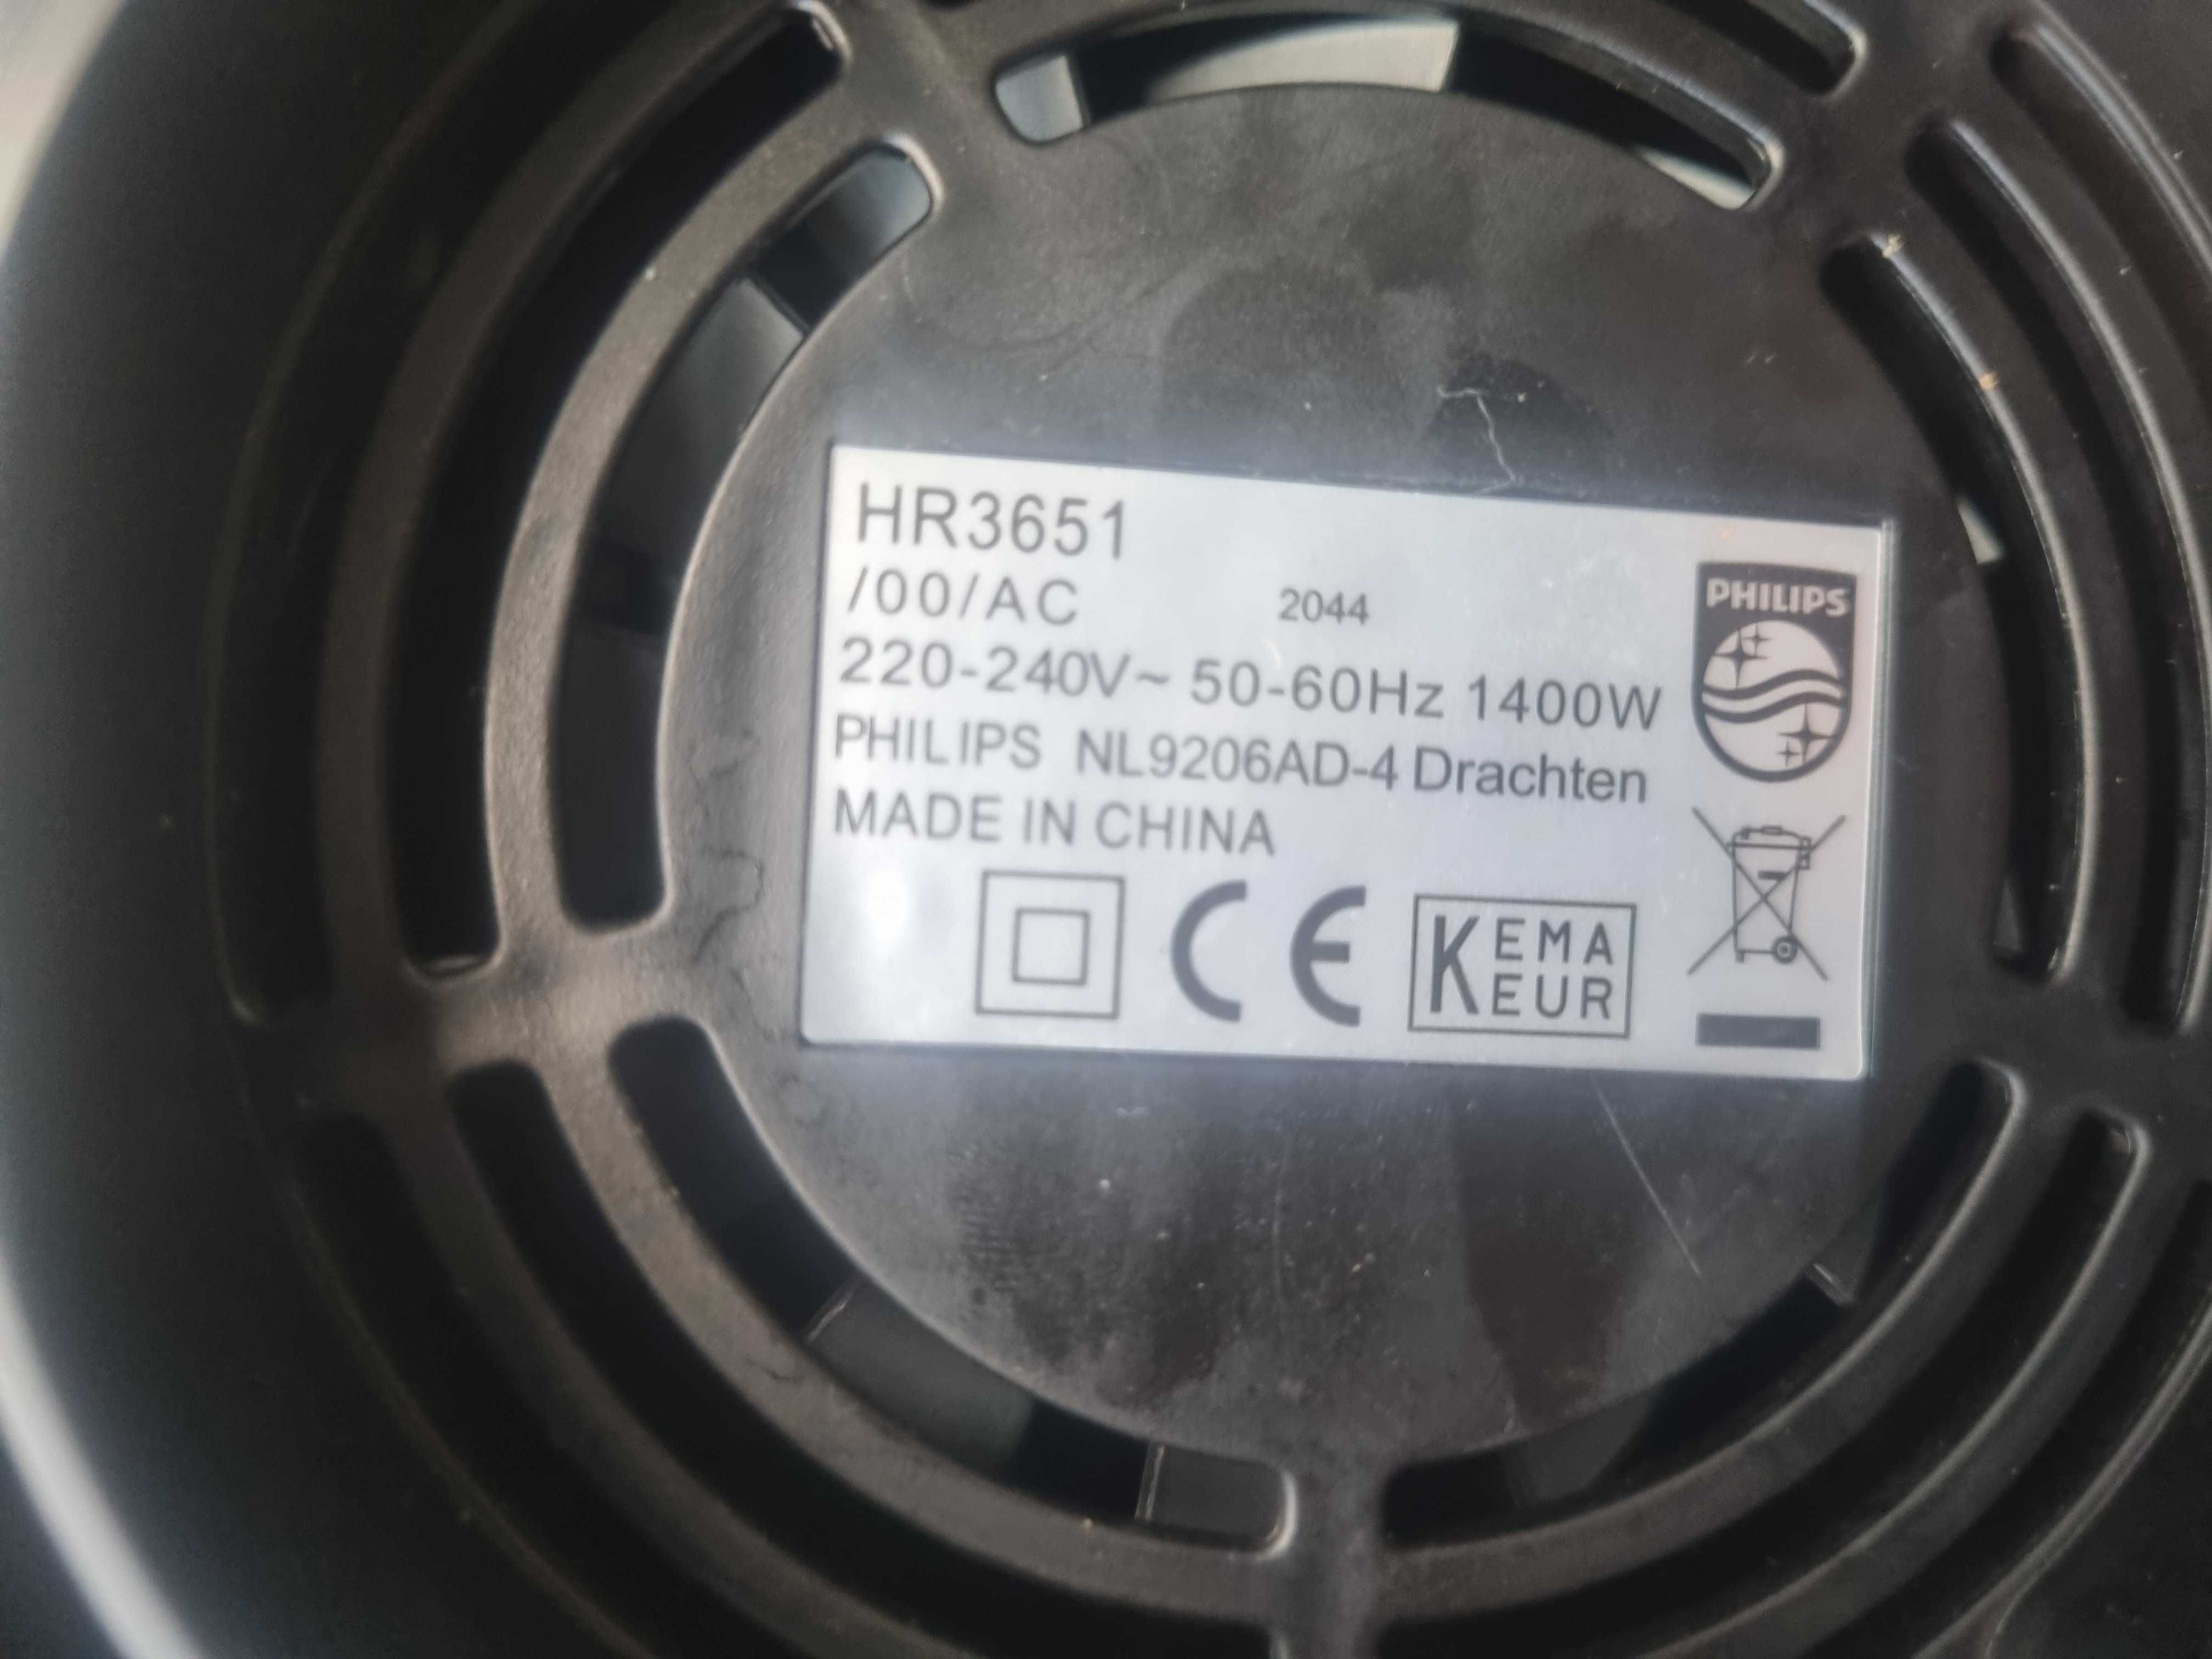 HR3651
/00/AC 2044
220-240V~ 50-60Hz 1400W
PHILIPS NL9206AD-4 Drachten
MADE IN CHINA
PHILIPS
CE
KEMA
KEUR